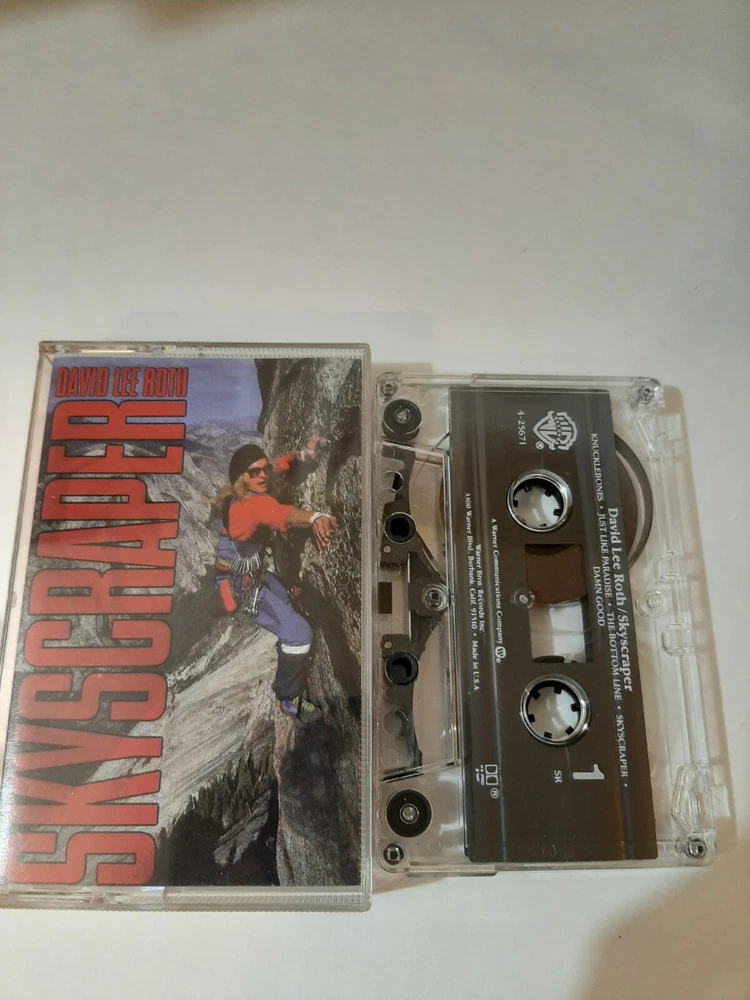 DAVID LEE ROTH
SKYSCRAPER
David Lee Roth/Skyscraper
KNUCKLEBONES • JUST LIKE PARADISE • THE BOTTOM LINE • SKYSCRAPER •
DAMN GOOD
4-25671
1
SR
A Warner Communications Company
Warner Bros. Records Inc.
3300 Warner Blvd., Burbank, Calif. 91510 • Made in U.S.A.